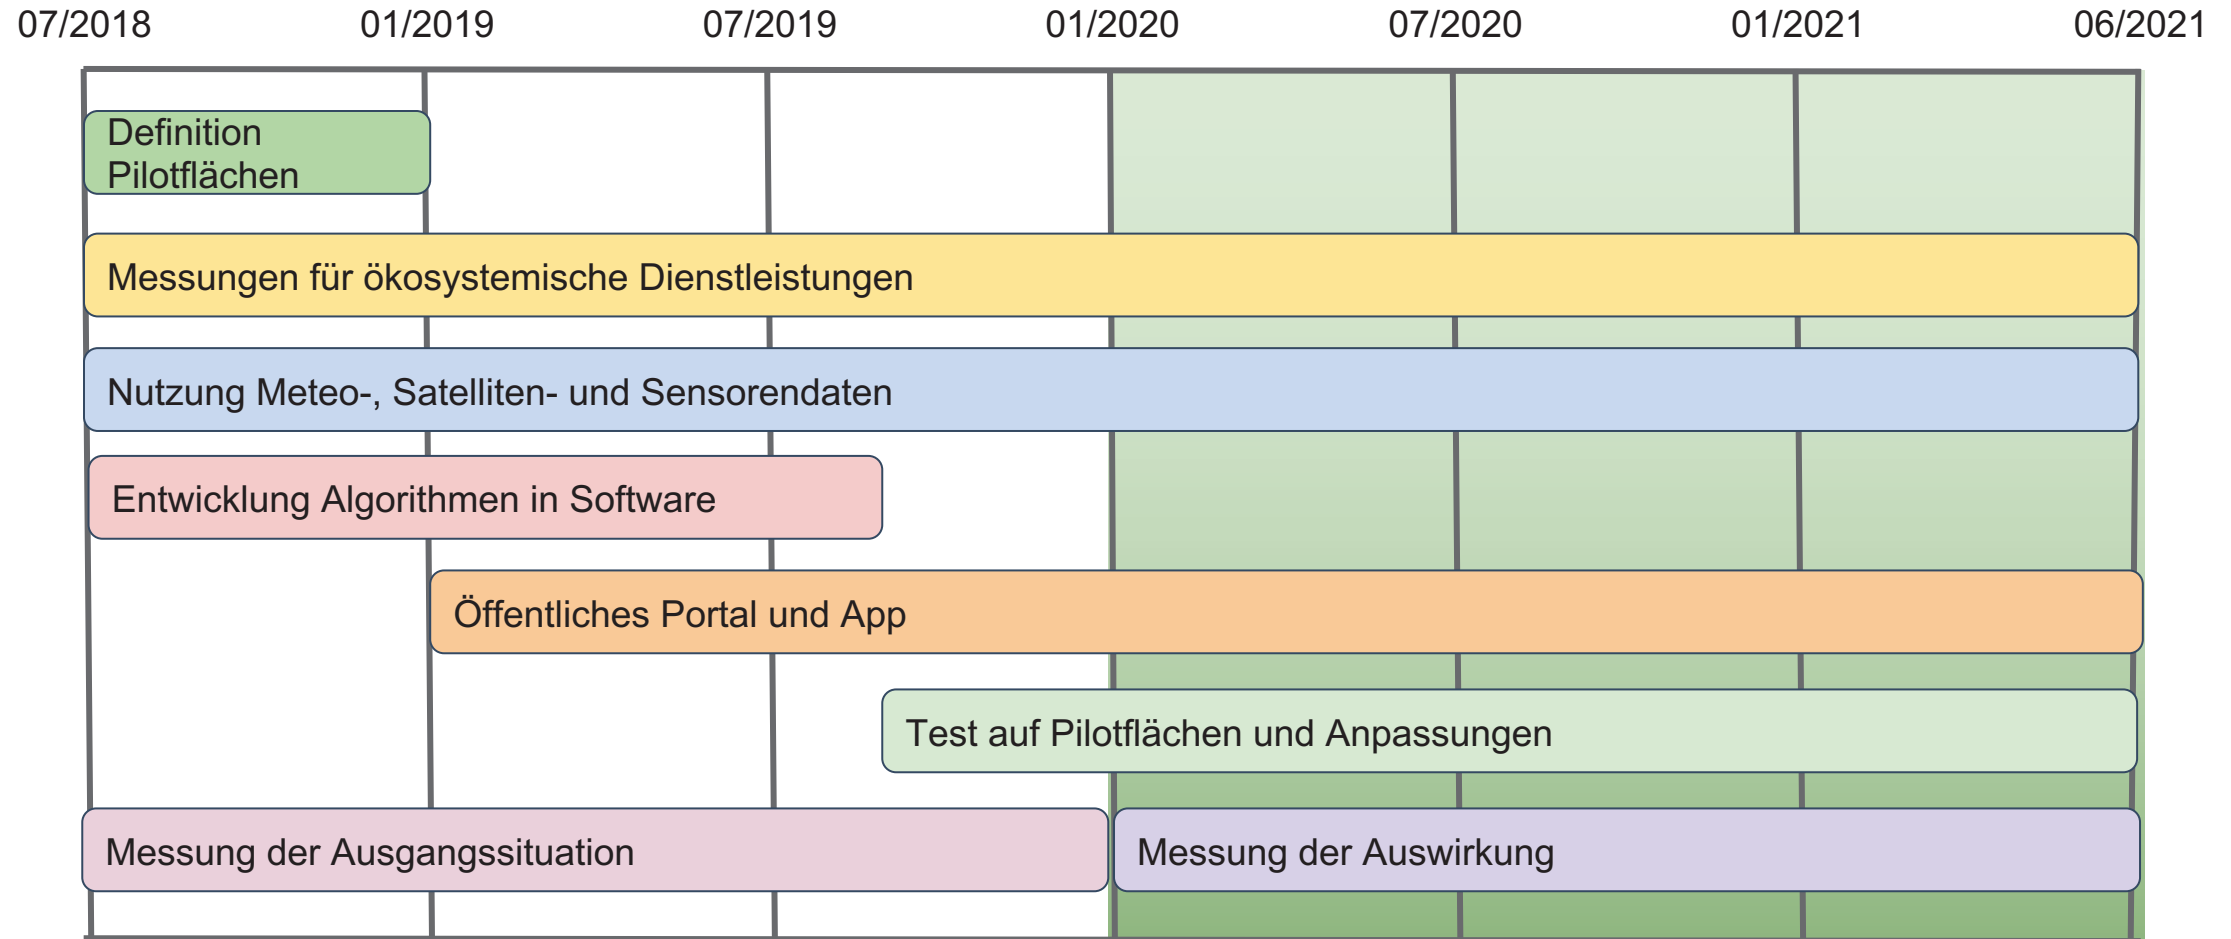 07/2018 01/2019 07/2019 01/2020 07/2020 01/2021 06/2021
Definition
Pilotflächen
Messungen für ökosystemische Dienstleistungen
Nutzung Meteo-, Satelliten- und Sensorendaten
Entwicklung Algorithmen in Software
Öffentliches Portal und App
Test auf Pilotflächen und Anpassungen
Messung der Ausgangssituation Messung der Auswirkung